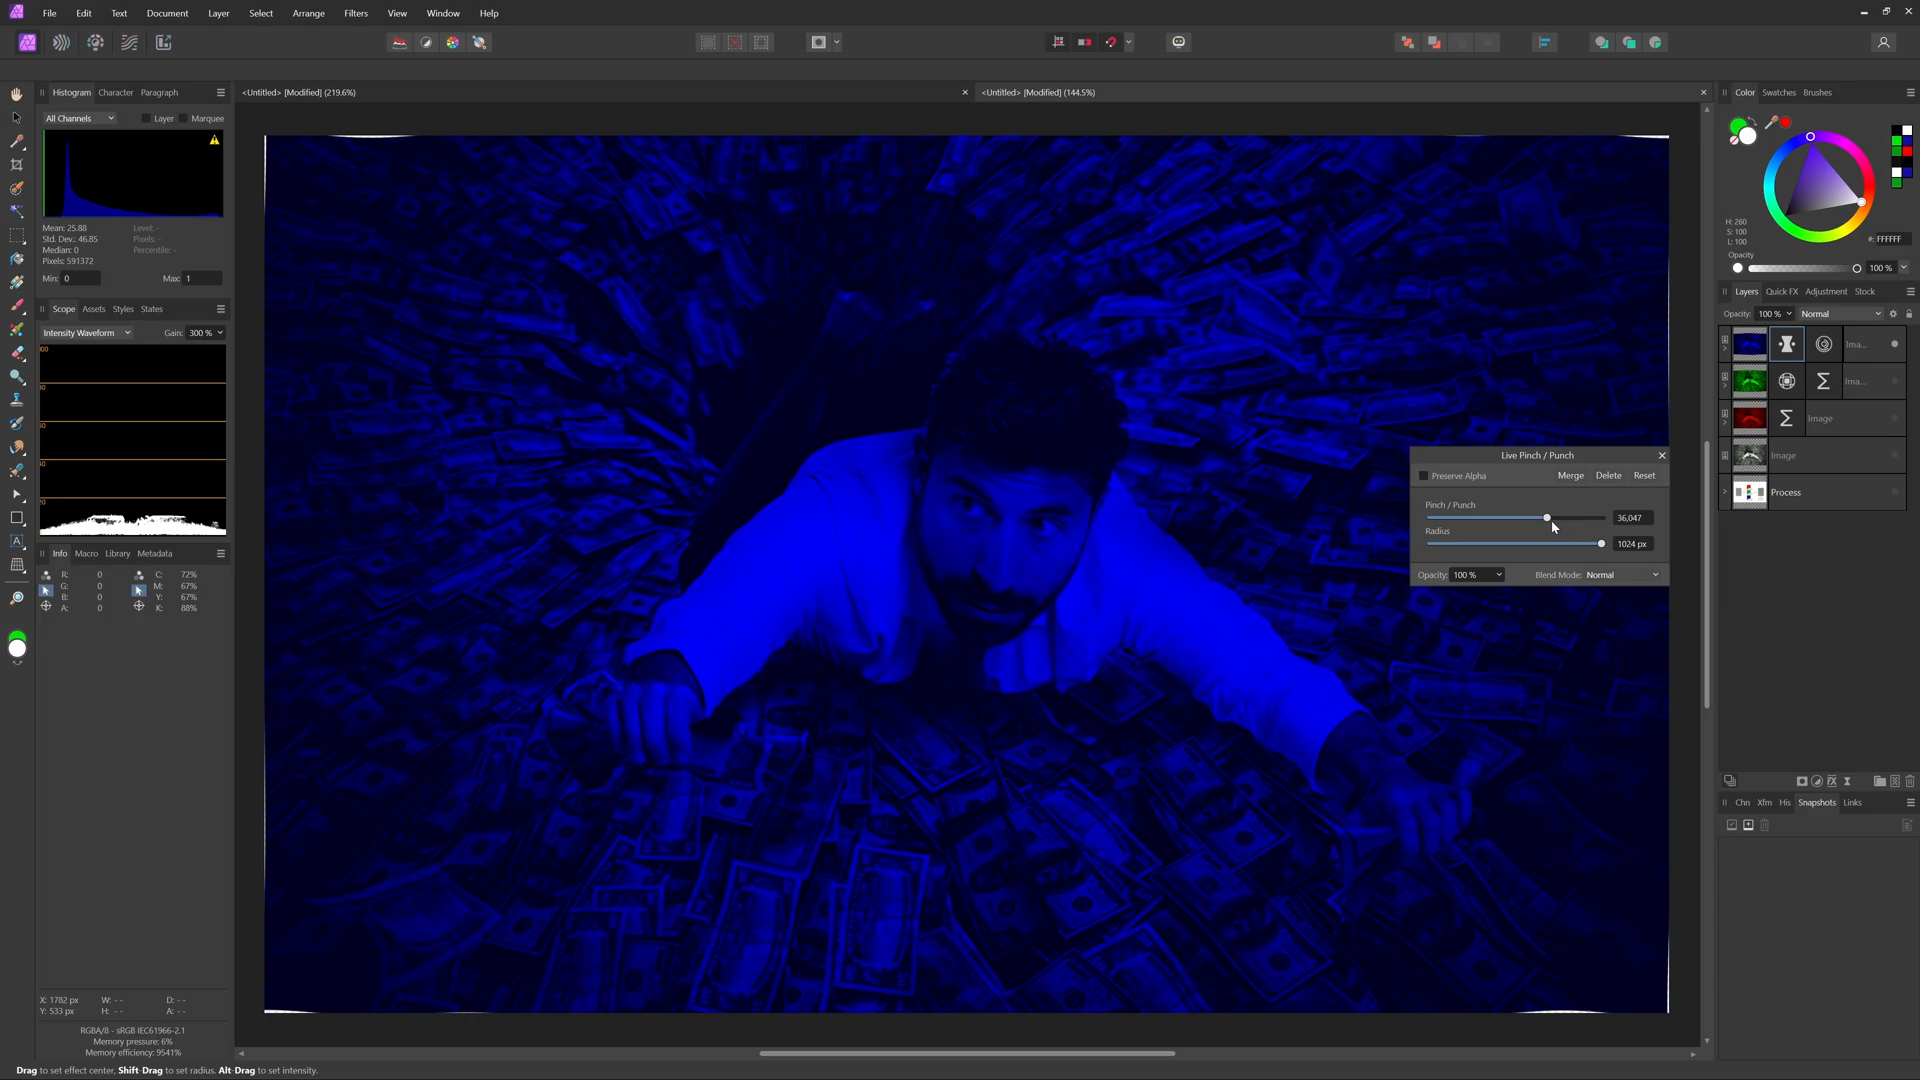 File Edit Text Document Layer Select Arrange Filters View Window Help
Histogram Character Paragraph
<Untitled> [Modified] (219.6%)
<Untitled> [Modified] (144.5%)
Color Swatches Brushes
All Channels Layer Marquee
Mean: 25.88 Level: -
Std. Dev.: 46.85 Pixels: -
Median: 0 Percentile: -
Pixels: 591372
Min: 0 Max: 1
H: 260
S: 100
L: 100
#: FFFFFF
Opacity
100 %
Layers Quick FX Adjustment Stock
Opacity: 100 % Normal
Scope Assets Styles States
Intensity Waveform Gain: 300 %
Ima...
Ima...
Image
Image
Process
Live Pinch / Punch
Preserve Alpha Merge Delete Reset
Pinch / Punch
36,047
Radius
1024 px
Opacity: 100 % Blend Mode: Normal
Info Macro Library Metadata
R: 0 C: 72%
G: 0 M: 67%
B: 0 Y: 67%
A: 0 K: 88%
Chn Xfm His Snapshots Links
X: 1782 px W: - - D: - -
Y: 533 px H: - - A: - -
RGBA/8 - sRGB IEC61966-2.1
Memory pressure: 6%
Memory efficiency: 9541%
Drag to set effect center, Shift-Drag to set radius. Alt-Drag to set intensity.